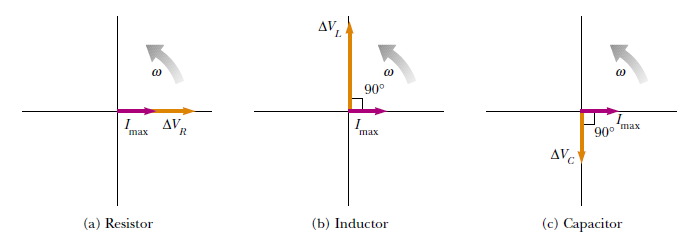 ω
I_max ΔV_R
(a) Resistor
ΔV_L
ω
90°
I_max
(b) Inductor
ω
90°
I_max
ΔV_C
(c) Capacitor